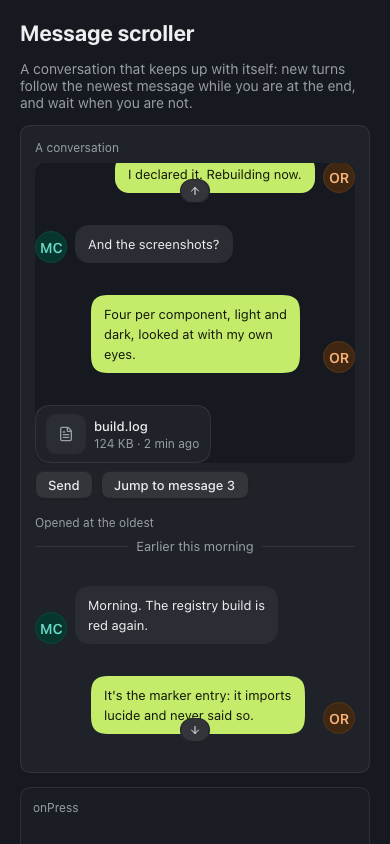 Message scroller
A conversation that keeps up with itself: new turns
follow the newest message while you are at the end,
and wait when you are not.
A conversation
I declared it. Rebuilding now.
OR
MC
And the screenshots?
Four per component, light and
dark, looked at with my own
eyes.
OR
build.log
124 KB · 2 min ago
Send
Jump to message 3
Opened at the oldest
Earlier this morning
Morning. The registry build is
red again.
MC
It's the marker entry: it imports
lucide and never said so.
OR
onPress